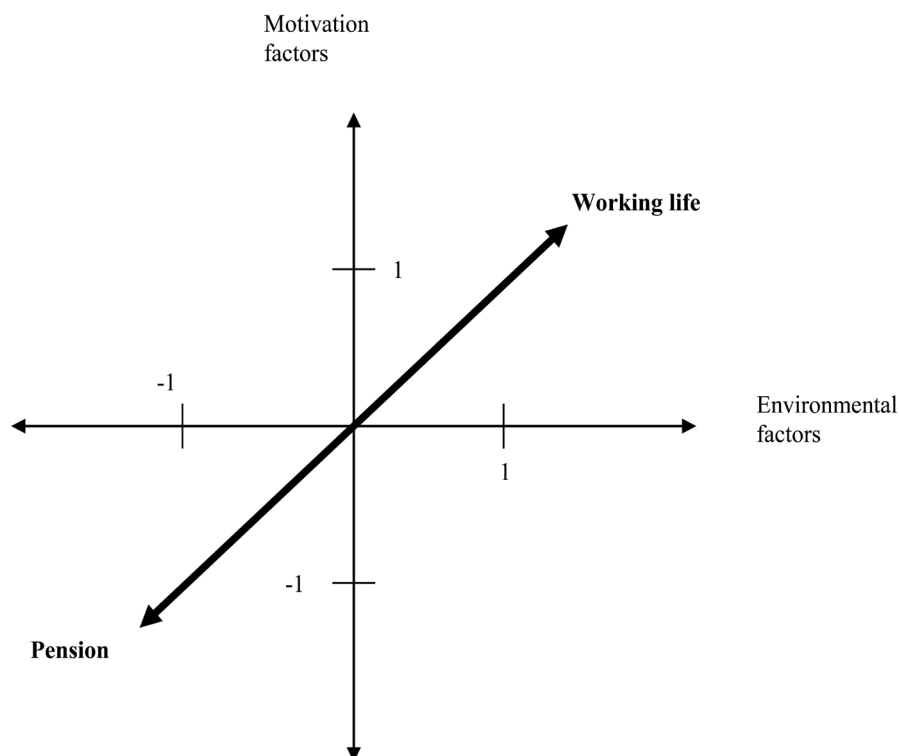 Motivation
factors
Working life
1
-1
Environmental
factors
1
-1
Pension